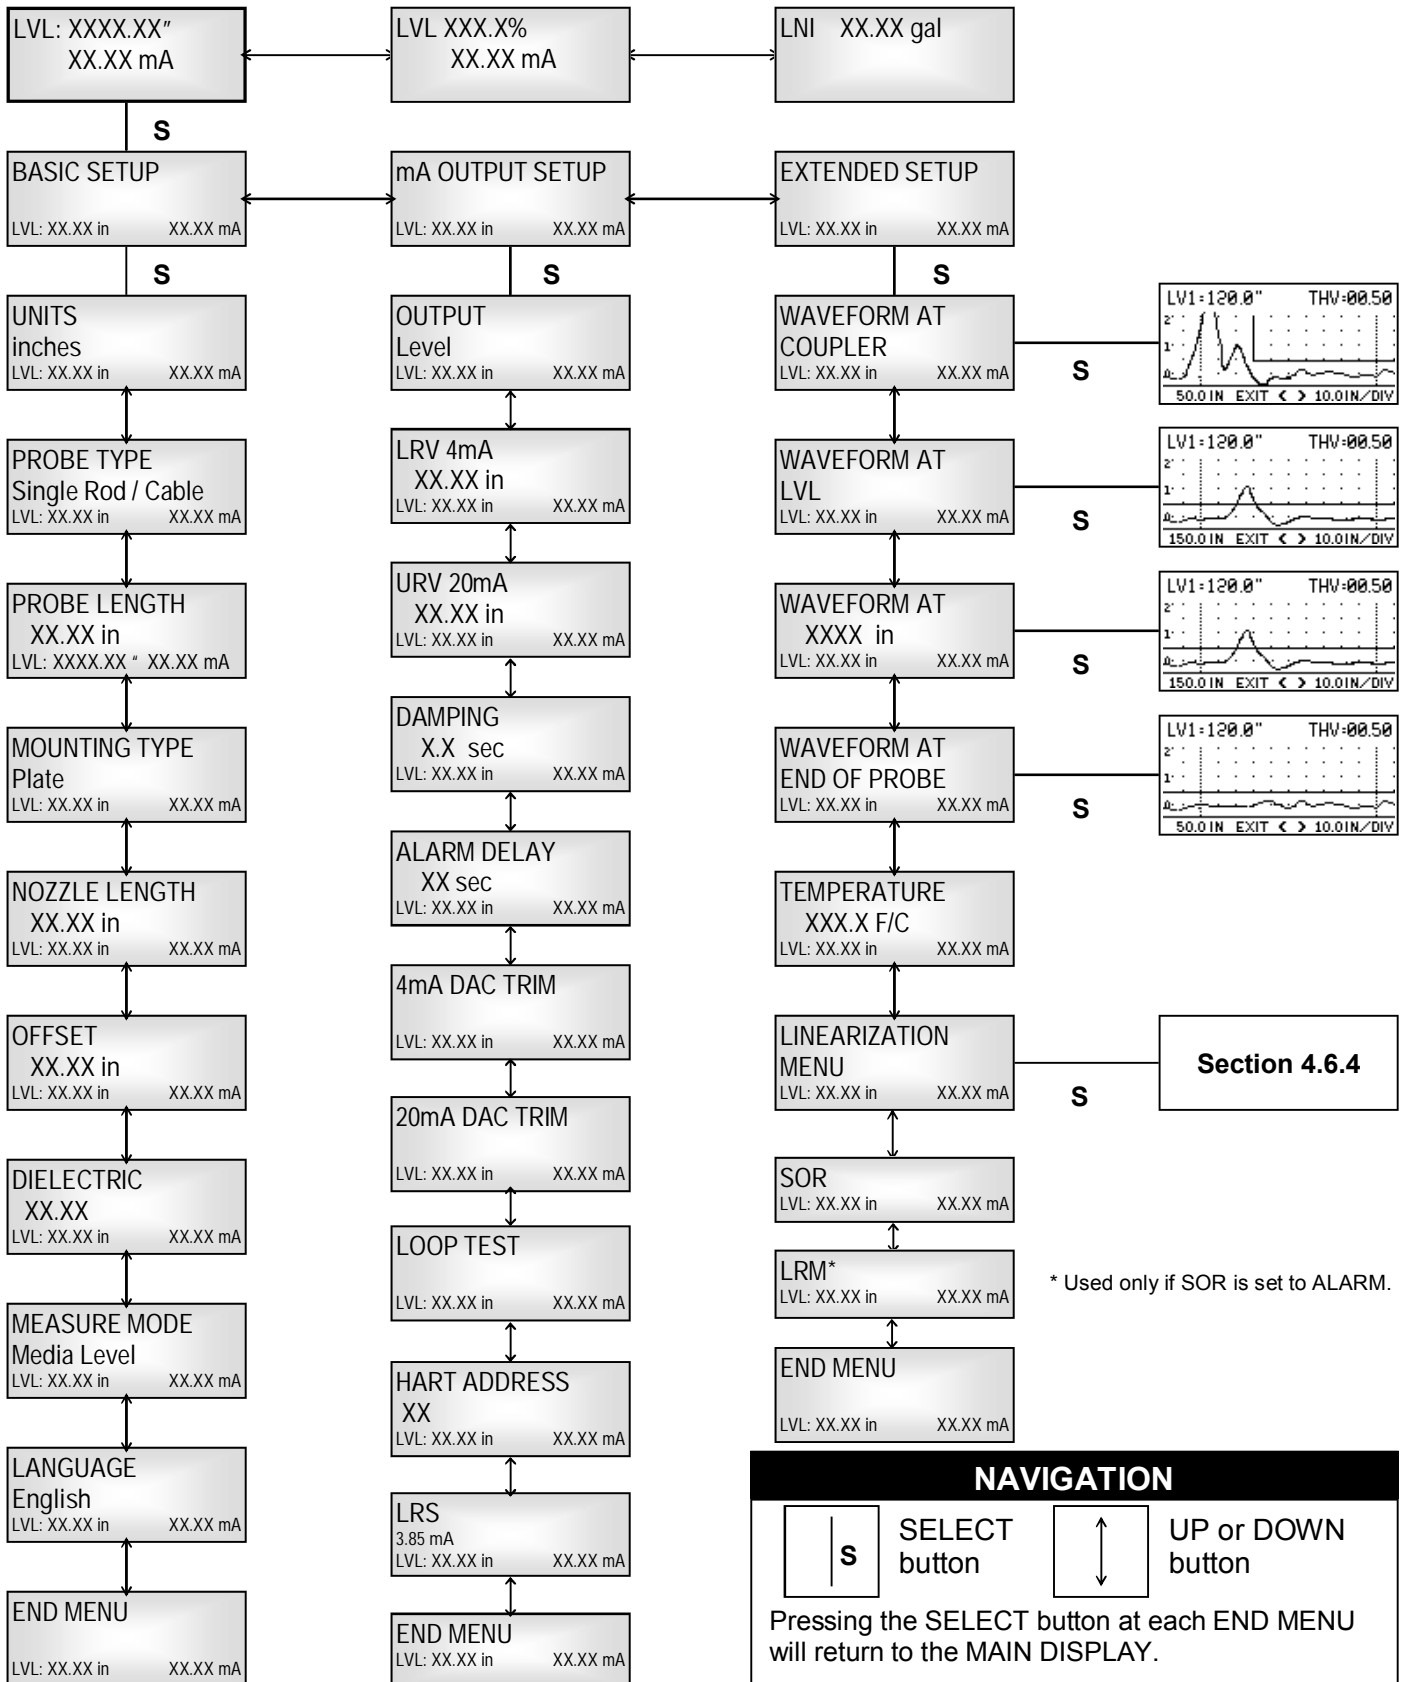 LVL: XXXX.XX"
XX.XX mA
LVL XXX.X%
XX.XX mA
LNI XX.XX gal
S
BASIC SETUP
LVL: XX.XX in XX.XX mA
mA OUTPUT SETUP
LVL: XX.XX in XX.XX mA
EXTENDED SETUP
LVL: XX.XX in XX.XX mA
S
UNITS
inches
LVL: XX.XX in XX.XX mA
PROBE TYPE
Single Rod / Cable
LVL: XX.XX in XX.XX mA
PROBE LENGTH
XX.XX in
LVL: XXXX.XX " XX.XX mA
MOUNTING TYPE
Plate
LVL: XX.XX in XX.XX mA
NOZZLE LENGTH
XX.XX in
LVL: XX.XX in XX.XX mA
OFFSET
XX.XX in
LVL: XX.XX in XX.XX mA
DIELECTRIC
XX.XX
LVL: XX.XX in XX.XX mA
MEASURE MODE
Media Level
LVL: XX.XX in XX.XX mA
LANGUAGE
English
LVL: XX.XX in XX.XX mA
END MENU
LVL: XX.XX in XX.XX mA
S
OUTPUT
Level
LVL: XX.XX in XX.XX mA
LRV 4mA
XX.XX in
LVL: XX.XX in XX.XX mA
URV 20mA
XX.XX in
LVL: XX.XX in XX.XX mA
DAMPING
X.X sec
LVL: XX.XX in XX.XX mA
ALARM DELAY
XX sec
LVL: XX.XX in XX.XX mA
4mA DAC TRIM
LVL: XX.XX in XX.XX mA
20mA DAC TRIM
LVL: XX.XX in XX.XX mA
LOOP TEST
LVL: XX.XX in XX.XX mA
HART ADDRESS
XX
LVL: XX.XX in XX.XX mA
LRS
3.85 mA
LVL: XX.XX in XX.XX mA
END MENU
LVL: XX.XX in XX.XX mA
S
WAVEFORM AT
COUPLER
LVL: XX.XX in XX.XX mA
S
LV1:120.0" THV:00.50
2
1
0
50.0IN EXIT < > 10.0IN/DIV
WAVEFORM AT
LVL
LVL: XX.XX in XX.XX mA
S
LV1:120.0" THV:00.50
2
1
0
150.0IN EXIT < > 10.0IN/DIV
WAVEFORM AT
XXXX in
LVL: XX.XX in XX.XX mA
S
LV1:120.0" THV:00.50
2
1
0
150.0IN EXIT < > 10.0IN/DIV
WAVEFORM AT
END OF PROBE
LVL: XX.XX in XX.XX mA
S
LV1:120.0" THV:00.50
2
1
0
50.0IN EXIT < > 10.0IN/DIV
TEMPERATURE
XXX.X F/C
LVL: XX.XX in XX.XX mA
LINEARIZATION
MENU
LVL: XX.XX in XX.XX mA
S
Section 4.6.4
SOR
LVL: XX.XX in XX.XX mA
LRM*
LVL: XX.XX in XX.XX mA
* Used only if SOR is set to ALARM.
END MENU
LVL: XX.XX in XX.XX mA
NAVIGATION
S
SELECT
button
UP or DOWN
button
Pressing the SELECT button at each END MENU
will return to the MAIN DISPLAY.